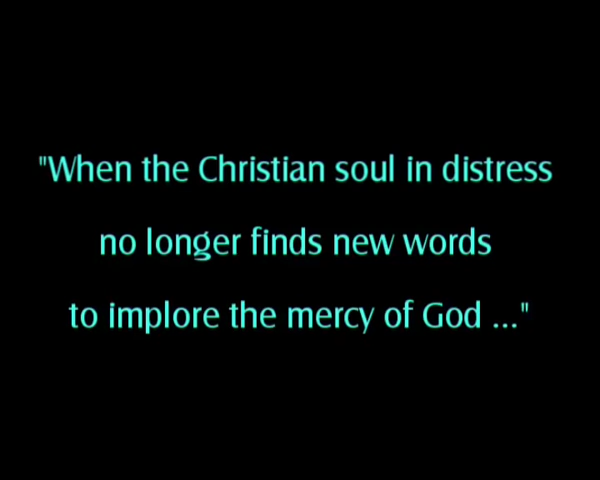 "When the Christian soul in distress
no longer finds new words
to implore the mercy of God ..."